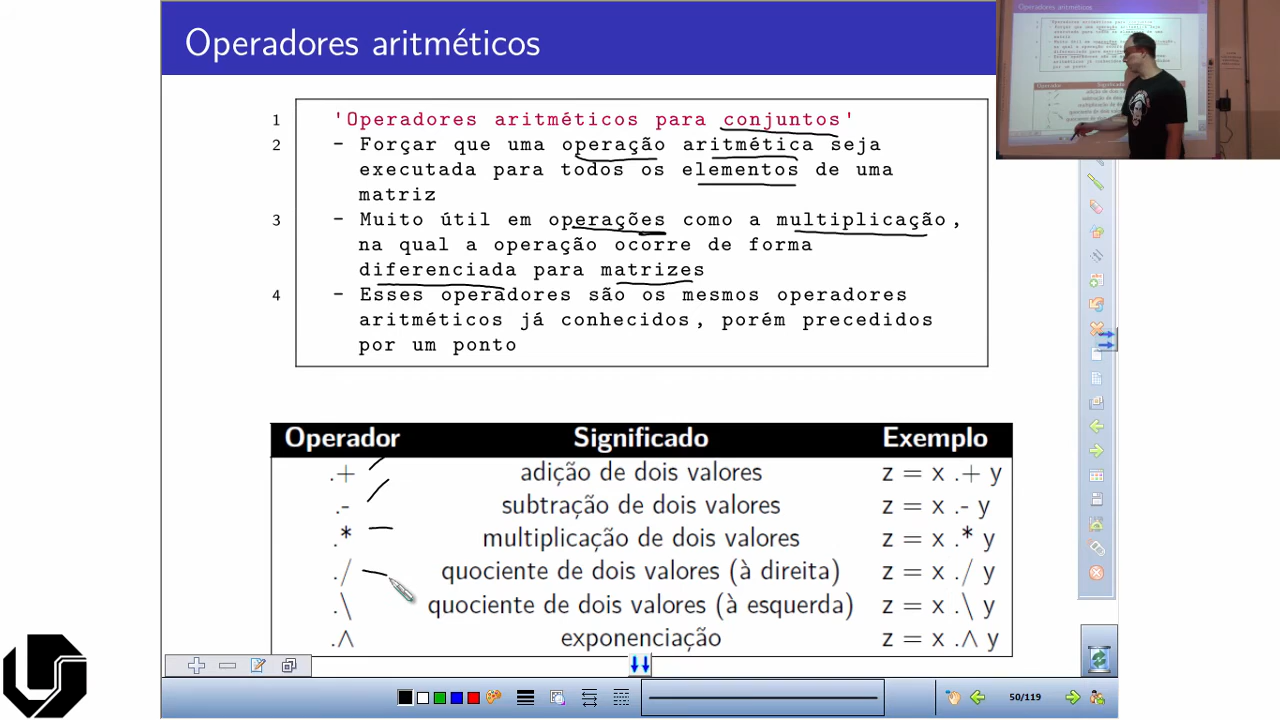 Operadores aritméticos
1 'Operadores aritméticos para conjuntos'
2 - Forçar que uma operação aritmética seja
executada para todos os elementos de uma
matriz
3 - Muito útil em operações como a multiplicação,
na qual a operação ocorre de forma
diferenciada para matrizes
4 - Esses operadores são os mesmos operadores
aritméticos já conhecidos, porém precedidos
por um ponto
Operador Significado Exemplo
.+ adição de dois valores z = x .+ y
.- subtração de dois valores z = x .- y
.* multiplicação de dois valores z = x .* y
./ quociente de dois valores (à direita) z = x ./ y
.\ quociente de dois valores (à esquerda) z = x .\ y
.∧ exponenciação z = x .∧ y
50/119